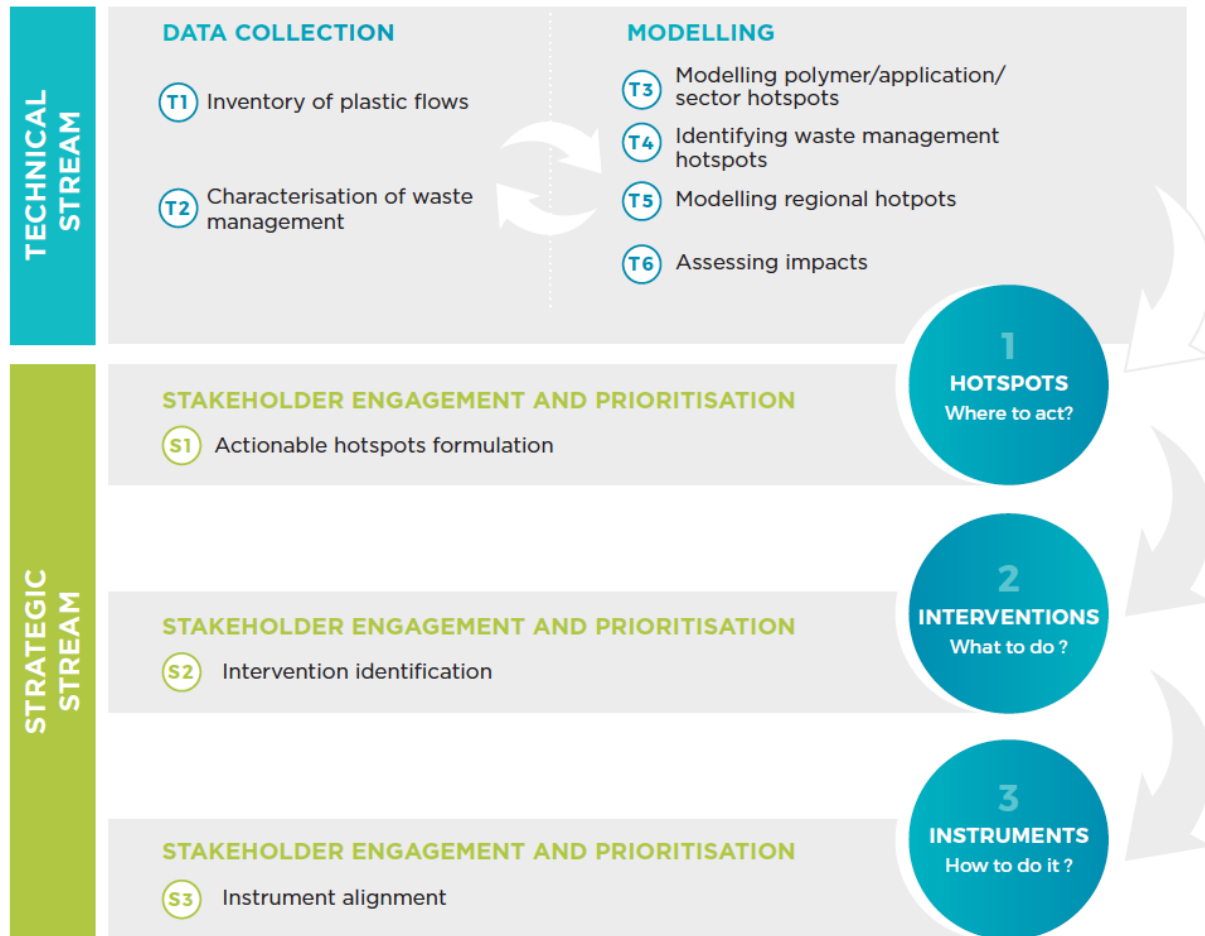 TECHNICAL
STREAM
DATA COLLECTION
T1 Inventory of plastic flows
T2 Characterisation of waste
management
MODELLING
T3 Modelling polymer/application/
sector hotspots
T4 Identifying waste management
hotspots
T5 Modelling regional hotpots
T6 Assessing impacts
1
HOTSPOTS
Where to act?
STRATEGIC
STREAM
STAKEHOLDER ENGAGEMENT AND PRIORITISATION
S1 Actionable hotspots formulation
2
INTERVENTIONS
What to do ?
STAKEHOLDER ENGAGEMENT AND PRIORITISATION
S2 Intervention identification
3
INSTRUMENTS
How to do it ?
STAKEHOLDER ENGAGEMENT AND PRIORITISATION
S3 Instrument alignment